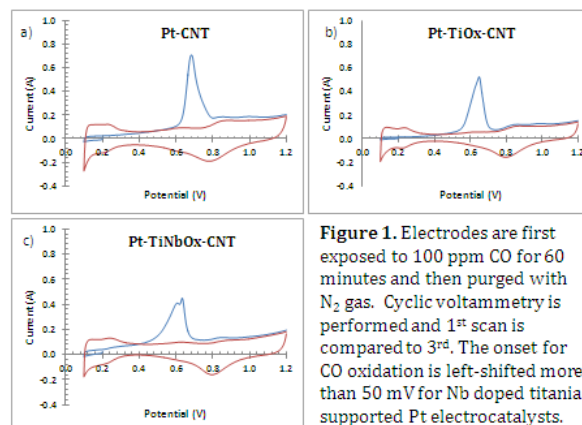 a)
Pt-CNT
1.0
0.8
0.6
0.4
0.2
0.0
-0.2
-0.4
Current (A)
0.0 0.2 0.4 0.6 0.8 1.0 1.2
Potential (V)
b)
Pt-TiOx-CNT
1.0
0.8
0.6
0.4
0.2
0.0
-0.2
-0.4
Current (A)
0.0 0.2 0.4 0.6 0.8 1.0 1.2
Potential (V)
c)
Pt-TiNbOx-CNT
1.0
0.8
0.6
0.4
0.2
0.0
-0.2
-0.4
Current (A)
0.0 0.2 0.4 0.6 0.8 1.0 1.2
Potential (V)
Figure 1. Electrodes are first
exposed to 100 ppm CO for 60
minutes and then purged with
N₂ gas. Cyclic voltammetry is
performed and 1ˢᵗ scan is
compared to 3ʳᵈ. The onset for
CO oxidation is left-shifted more
than 50 mV for Nb doped titania
supported Pt electrocatalysts.